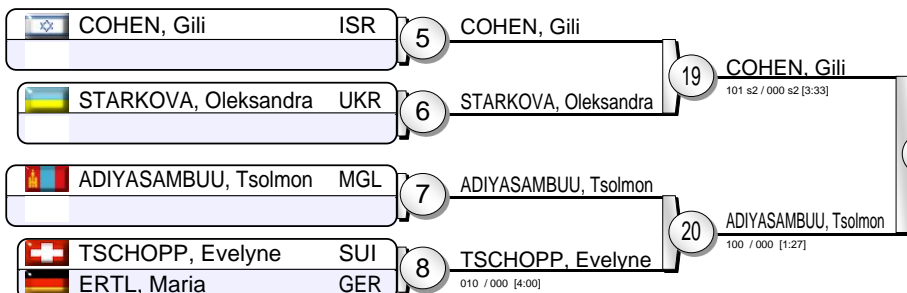 COHEN, Gili ISR
5
COHEN, Gili
STARKOVA, Oleksandra UKR
6
STARKOVA, Oleksandra
19
COHEN, Gili
101 s2 / 000 s2 [3:33]
ADIYASAMBUU, Tsolmon MGL
7
ADIYASAMBUU, Tsolmon
TSCHOPP, Evelyne SUI
ERTL, Maria GER
8
TSCHOPP, Evelyne
010 / 000 [4:00]
20
ADIYASAMBUU, Tsolmon
100 / 000 [1:27]